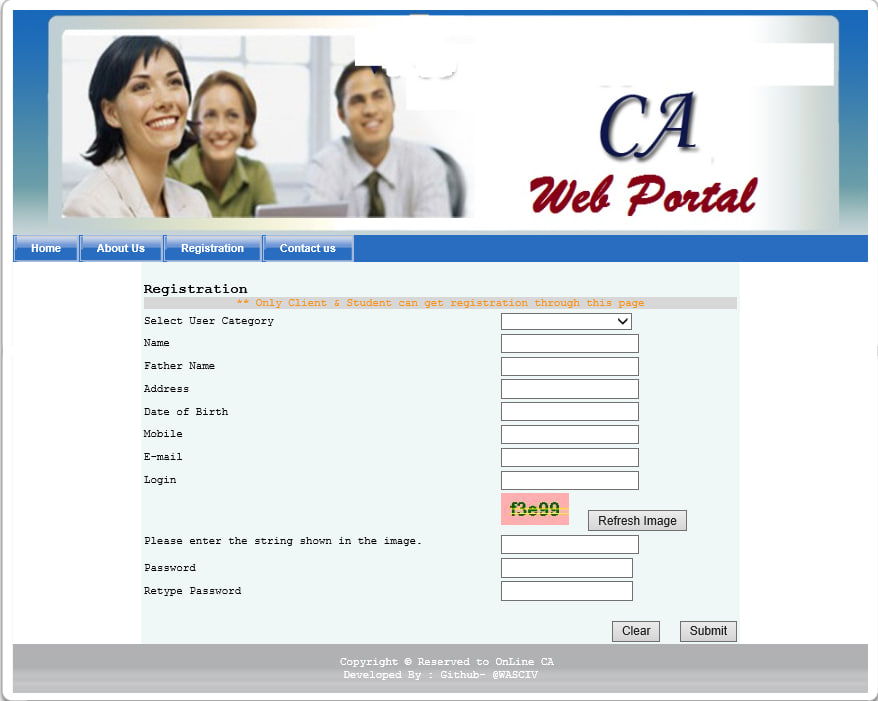 CA
Web Portal
Home About Us Registration Contact us
Registration
** Only Client & Student can get registration through this page
Select User Category
Name
Father Name
Address
Date of Birth
Mobile
E-mail
Login
f3e99 Refresh Image
Please enter the string shown in the image.
Password
Retype Password
Clear Submit
Copyright © Reserved to OnLine CA
Developed By : Github- @WASCIV